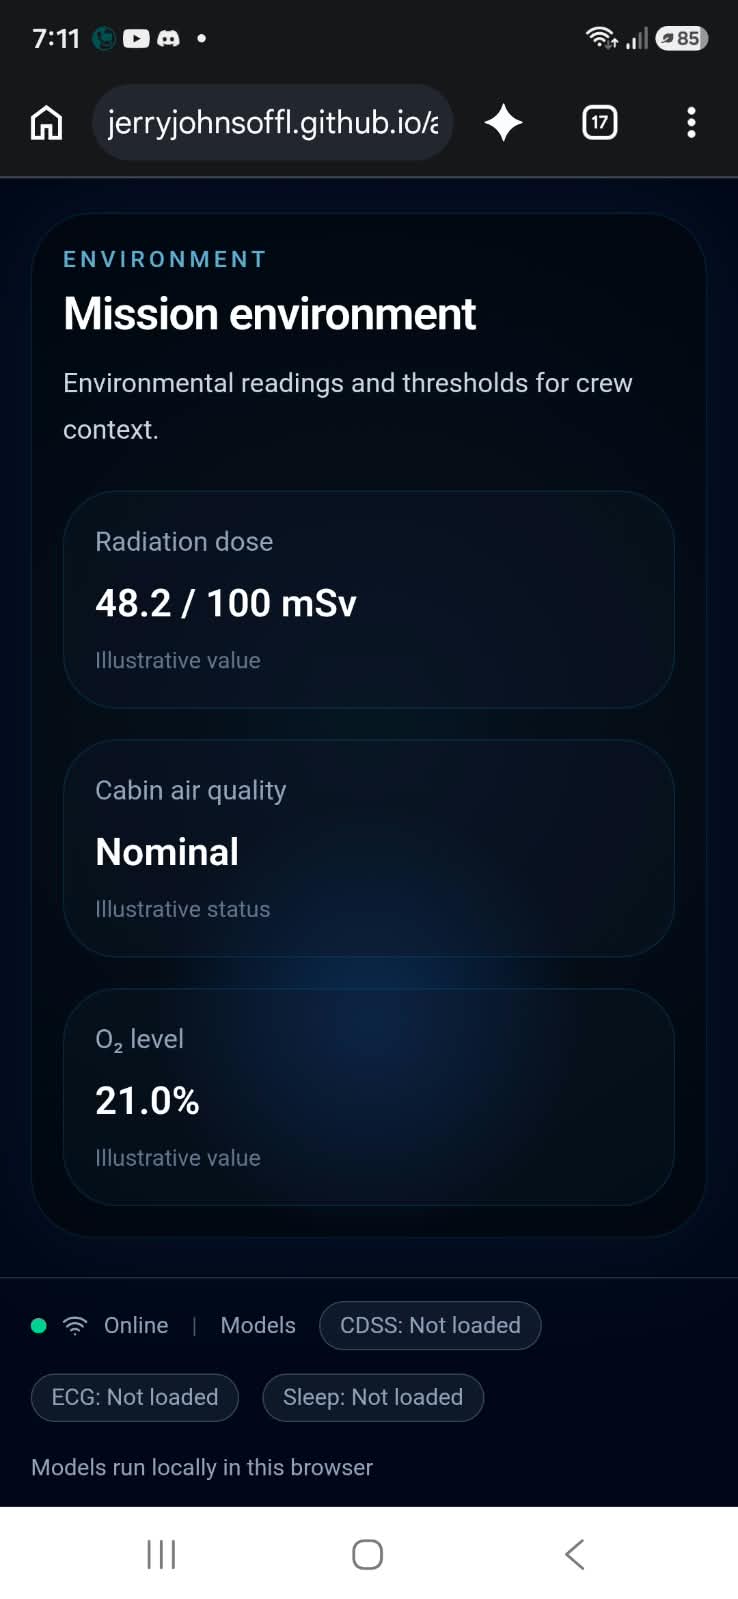 7:11
85
jerryjohnsoffl.github.io/a
17
ENVIRONMENT
Mission environment
Environmental readings and thresholds for crew
context.
Radiation dose
48.2 / 100 mSv
Illustrative value
Cabin air quality
Nominal
Illustrative status
O₂ level
21.0%
Illustrative value
Online | Models CDSS: Not loaded
ECG: Not loaded Sleep: Not loaded
Models run locally in this browser